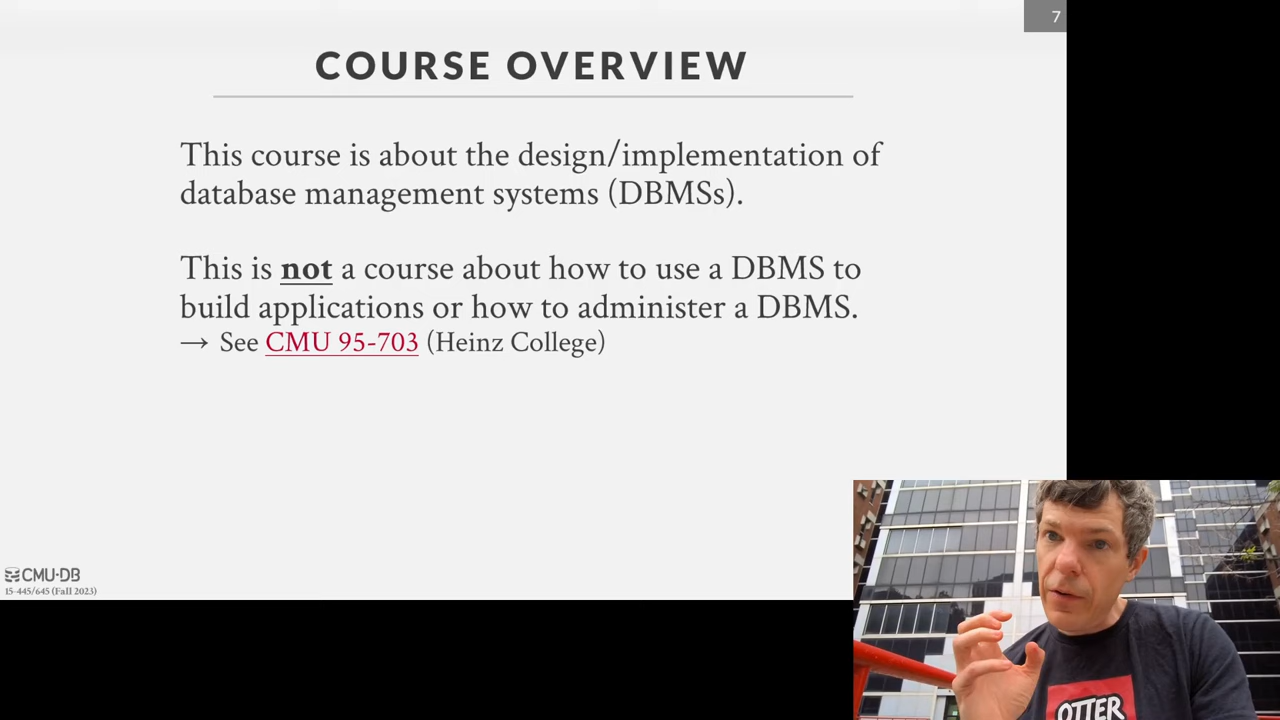 7
COURSE OVERVIEW
This course is about the design/implementation of
database management systems (DBMSs).
This is not a course about how to use a DBMS to
build applications or how to administer a DBMS.
→ See CMU 95-703 (Heinz College)
CMU·DB
15-445/645 (Fall 2023)
OTTER